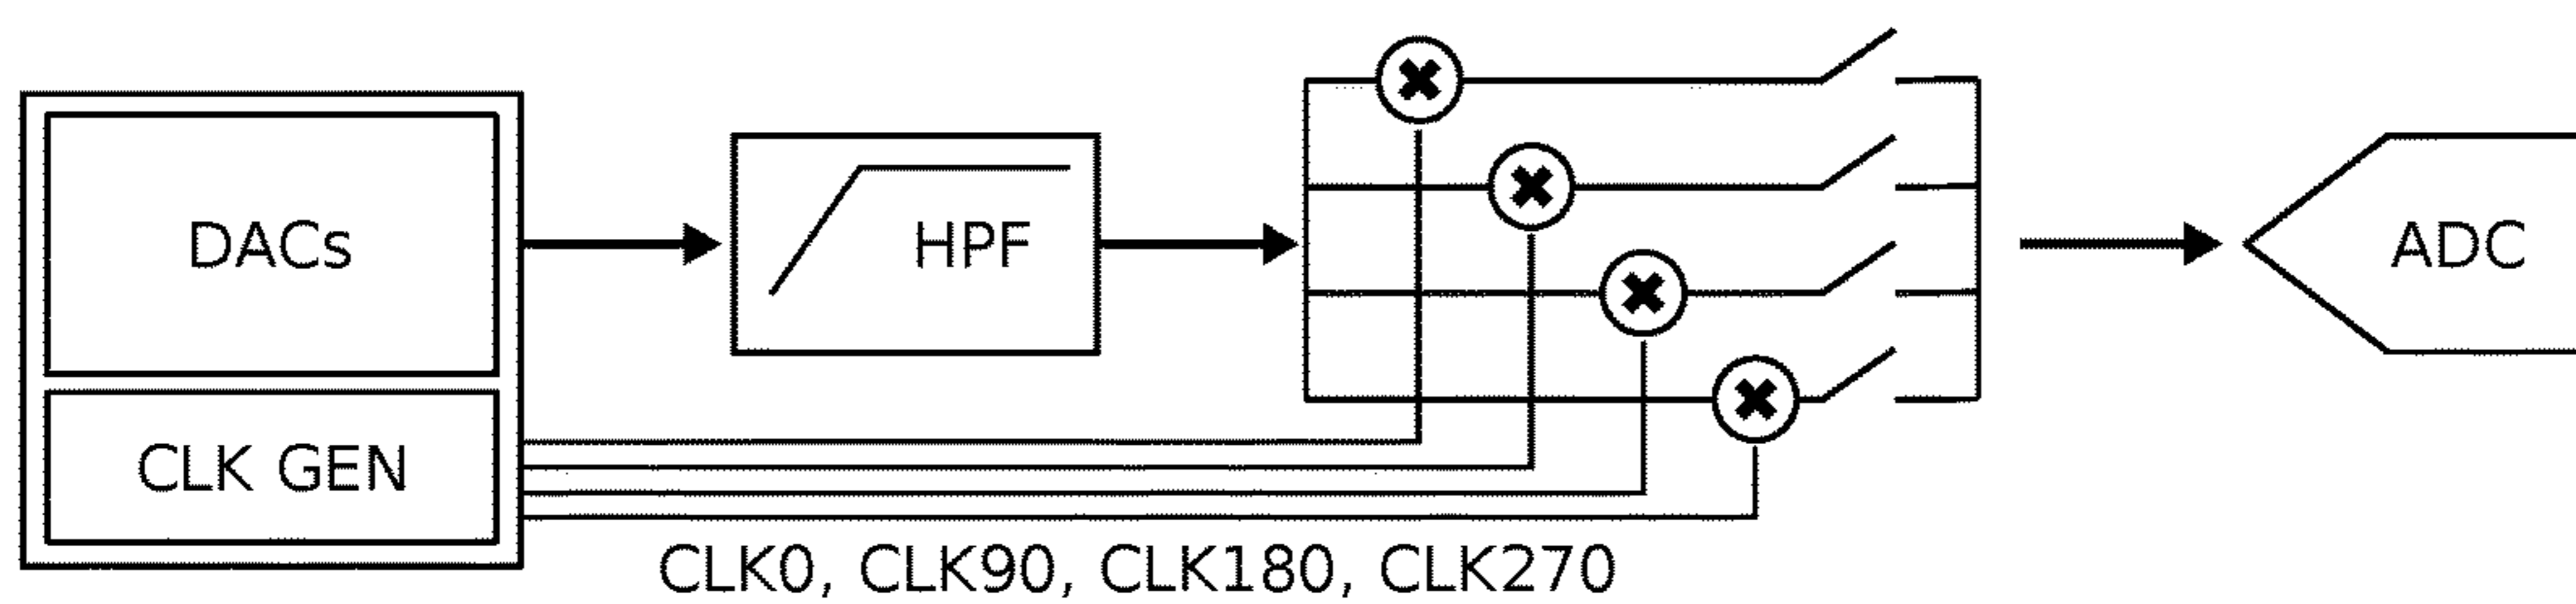 DACs
HPF
ADC
CLK GEN
CLK0, CLK90, CLK180, CLK270